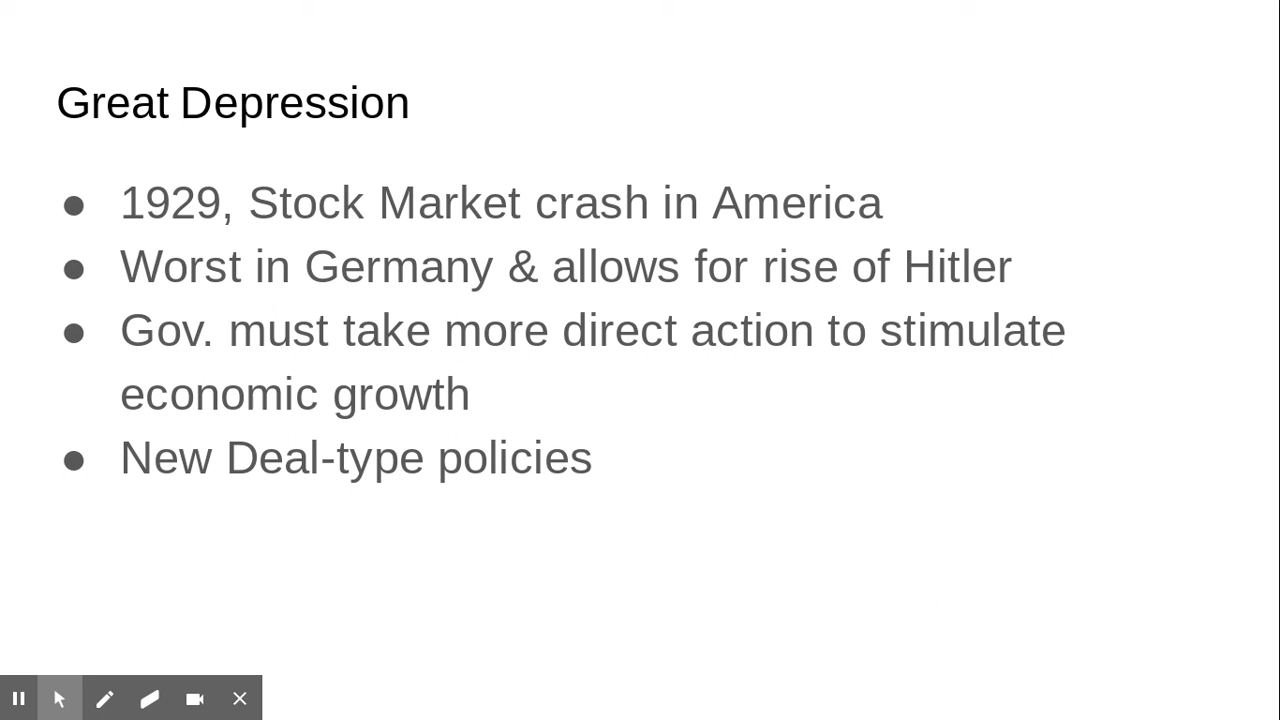 Great Depression
● 1929, Stock Market crash in America
● Worst in Germany & allows for rise of Hitler
● Gov. must take more direct action to stimulate
economic growth
● New Deal-type policies